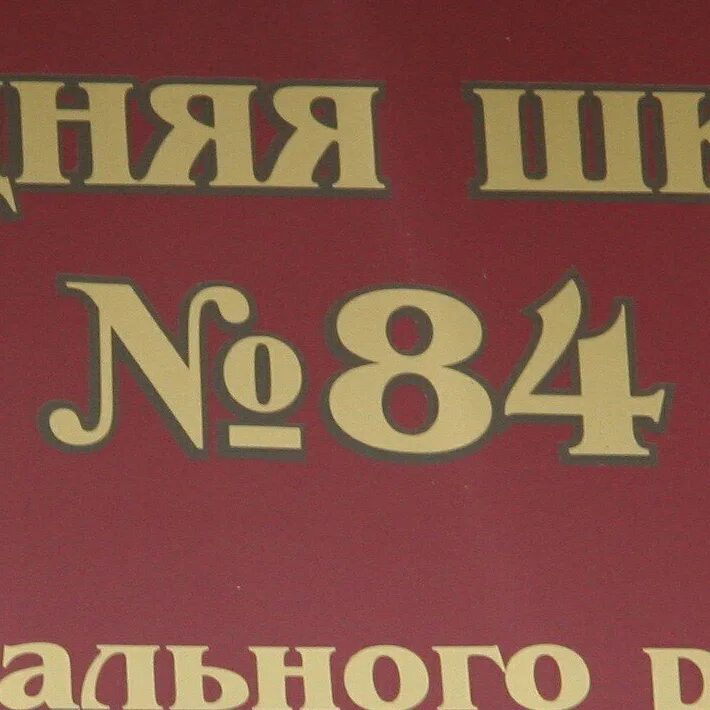 дняя шк
№84
ального р